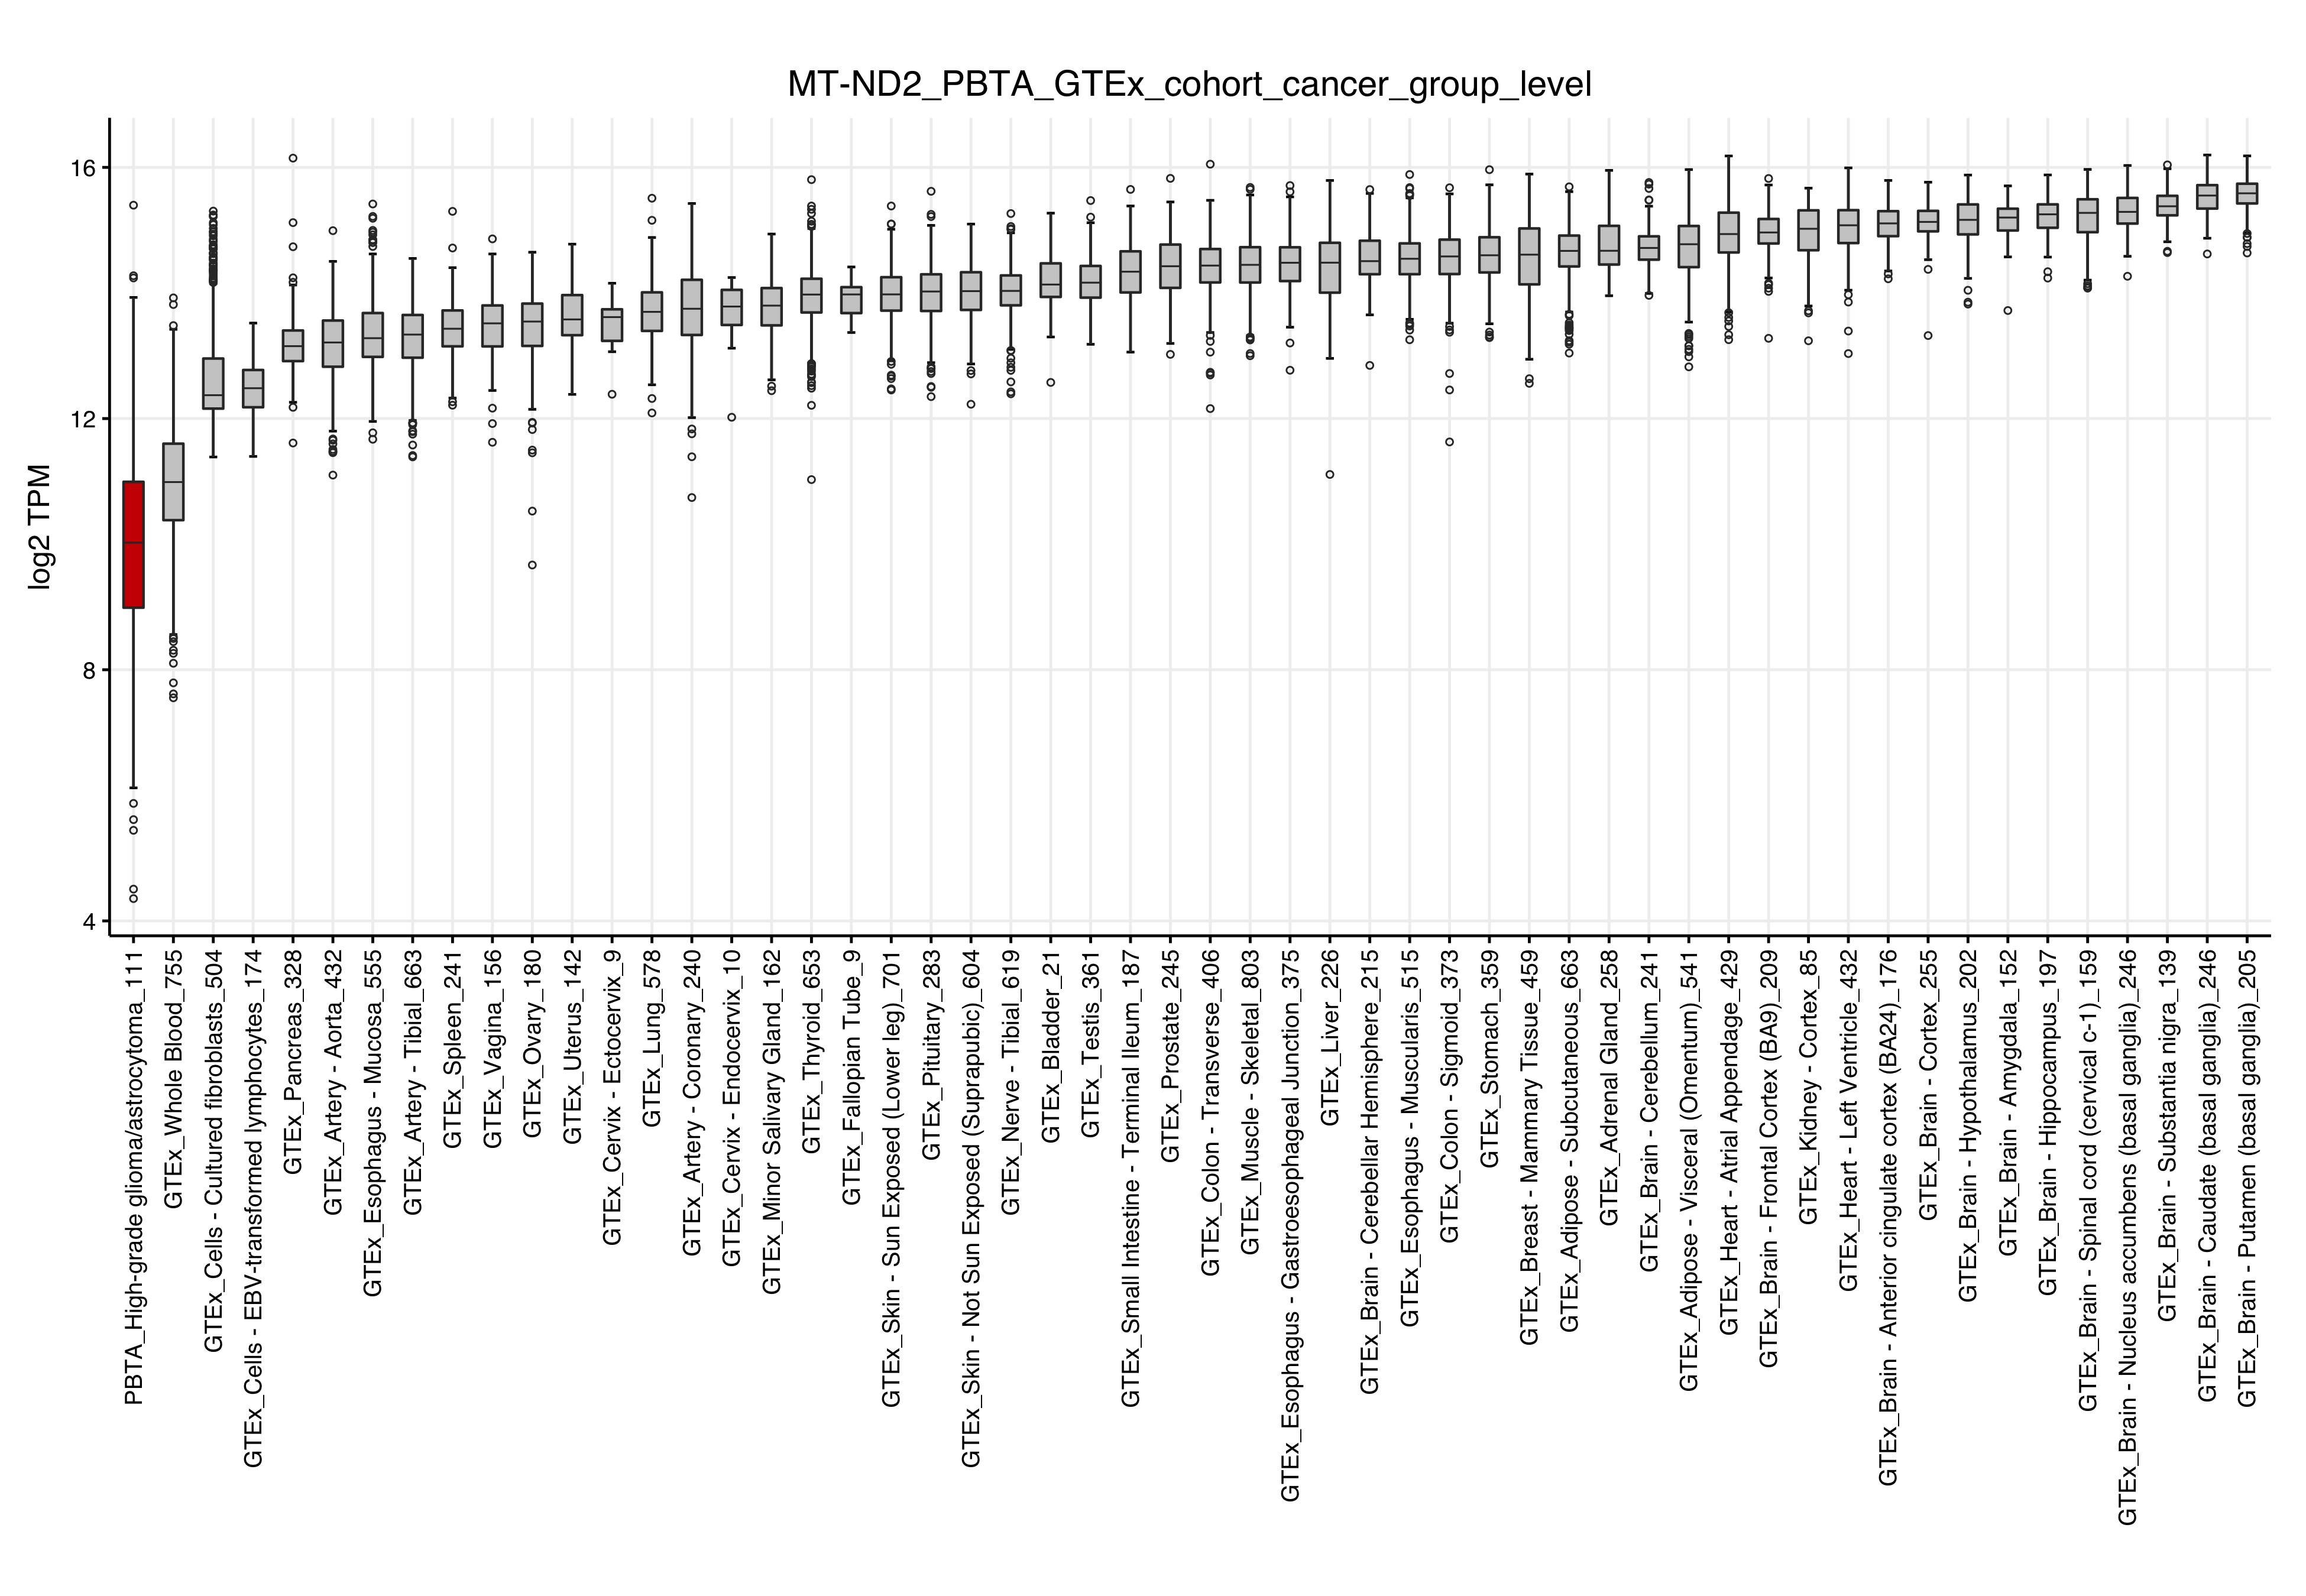 MT-ND2_PBTA_GTEx_cohort_cancer_group_level
log2 TPM
16
12
8
4
PBTA_High-grade glioma/astrocytoma_111
GTEx_Whole Blood_755
GTEx_Cells - Cultured fibroblasts_504
GTEx_Cells - EBV-transformed lymphocytes_174
GTEx_Pancreas_328
GTEx_Artery - Aorta_432
GTEx_Esophagus - Mucosa_555
GTEx_Artery - Tibial_663
GTEx_Spleen_241
GTEx_Vagina_156
GTEx_Ovary_180
GTEx_Uterus_142
GTEx_Cervix - Ectocervix_9
GTEx_Lung_578
GTEx_Artery - Coronary_240
GTEx_Cervix - Endocervix_10
GTEx_Minor Salivary Gland_162
GTEx_Thyroid_653
GTEx_Fallopian Tube_9
GTEx_Skin - Sun Exposed (Lower leg)_701
GTEx_Pituitary_283
GTEx_Skin - Not Sun Exposed (Suprapubic)_604
GTEx_Nerve - Tibial_619
GTEx_Bladder_21
GTEx_Testis_361
GTEx_Small Intestine - Terminal Ileum_187
GTEx_Prostate_245
GTEx_Colon - Transverse_406
GTEx_Muscle - Skeletal_803
GTEx_Esophagus - Gastroesophageal Junction_375
GTEx_Liver_226
GTEx_Brain - Cerebellar Hemisphere_215
GTEx_Esophagus - Muscularis_515
GTEx_Colon - Sigmoid_373
GTEx_Stomach_359
GTEx_Breast - Mammary Tissue_459
GTEx_Adipose - Subcutaneous_663
GTEx_Adrenal Gland_258
GTEx_Brain - Cerebellum_241
GTEx_Adipose - Visceral (Omentum)_541
GTEx_Heart - Atrial Appendage_429
GTEx_Brain - Frontal Cortex (BA9)_209
GTEx_Kidney - Cortex_85
GTEx_Heart - Left Ventricle_432
GTEx_Brain - Anterior cingulate cortex (BA24)_176
GTEx_Brain - Cortex_255
GTEx_Brain - Hypothalamus_202
GTEx_Brain - Amygdala_152
GTEx_Brain - Hippocampus_197
GTEx_Brain - Spinal cord (cervical c-1)_159
GTEx_Brain - Nucleus accumbens (basal ganglia)_246
GTEx_Brain - Substantia nigra_139
GTEx_Brain - Caudate (basal ganglia)_246
GTEx_Brain - Putamen (basal ganglia)_205